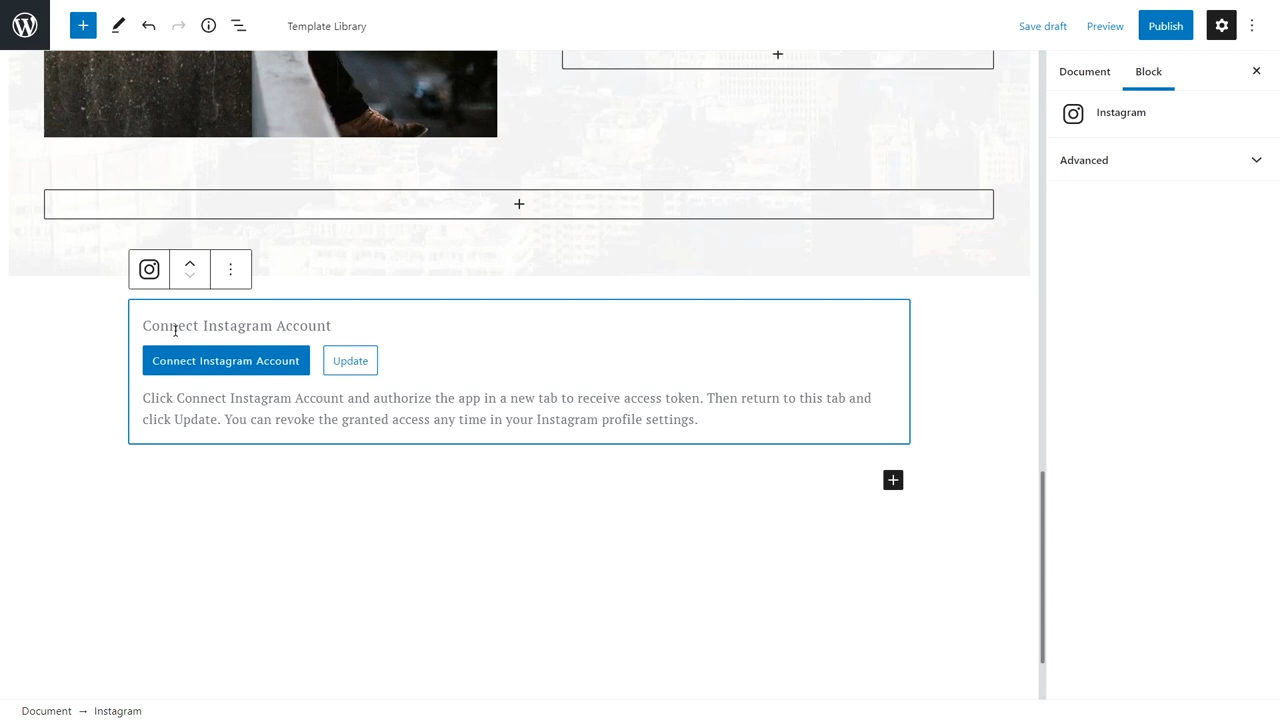 Template Library
Save draft
Preview
Publish
Document
Block
Instagram
Advanced
Connect Instagram Account
Connect Instagram Account
Update
Click Connect Instagram Account and authorize the app in a new tab to receive access token. Then return to this tab and
click Update. You can revoke the granted access any time in your Instagram profile settings.
Document → Instagram